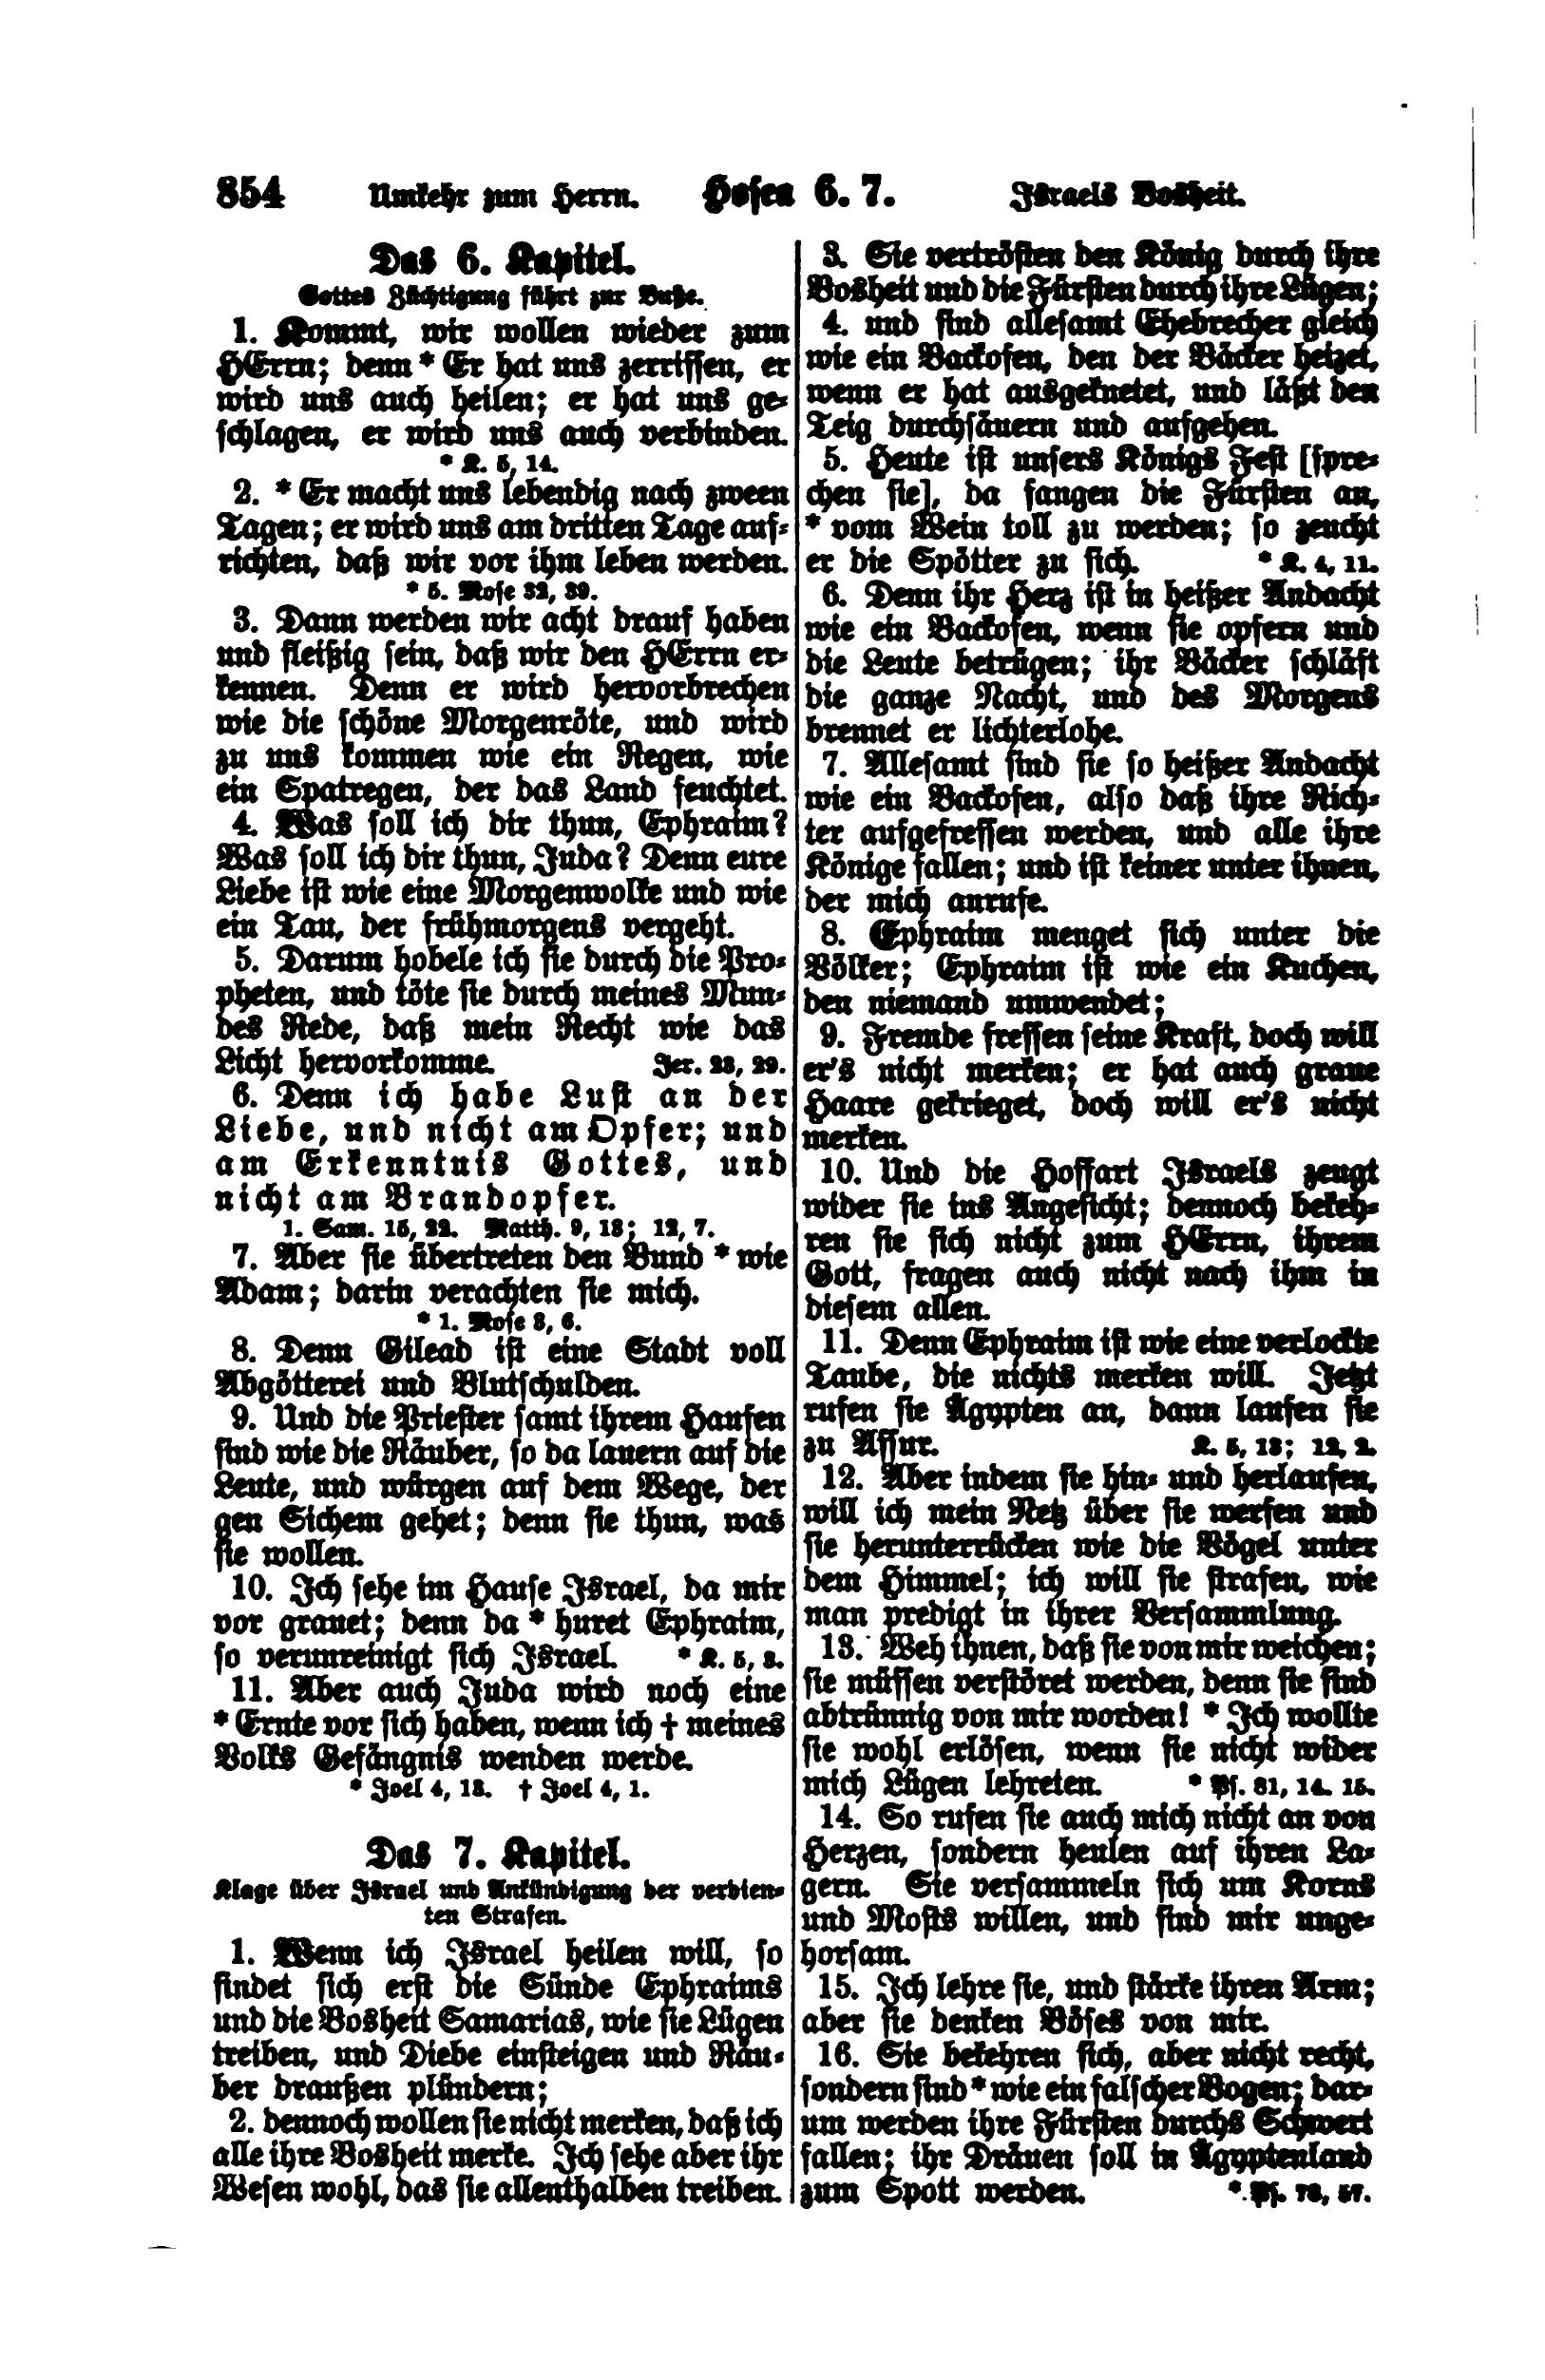 854 Umkehr zum Herrn. Hosea 6. 7. Israels Bosheit.
Das 6. Kapitel.
Gottes Züchtigung führt zur Buße.
1. Kommt, wir wollen wieder zum
HErrn; denn * Er hat uns zerrissen, er
wird uns auch heilen; er hat uns ge-
schlagen, er wird uns auch verbinden.
* K. 5, 14.
2. * Er macht uns lebendig nach zween
Tagen; er wird uns am dritten Tage auf-
richten, daß wir vor ihm leben werden.
* 5. Mose 32, 39.
3. Dann werden wir acht drauf haben
und fleißig sein, daß wir den HErrn er-
kennen. Denn er wird hervorbrechen
wie die schöne Morgenröte, und wird
zu uns kommen wie ein Regen, wie
ein Spatregen, der das Land feuchtet.
4. Was soll ich dir thun, Ephraim?
Was soll ich dir thun, Juda? Denn eure
Liebe ist wie eine Morgenwolke und wie
ein Tau, der frühmorgens vergeht.
5. Darum hobele ich sie durch die Pro-
pheten, und töte sie durch meines Mun-
des Rede, daß mein Recht wie das
Licht hervorkomme. Jer. 23, 29.
6. Denn ich habe Lust an der
Liebe, und nicht am Opfer; und
am Erkenntnis Gottes, und
nicht am Brandopfer.
1. Sam. 15, 22. Matth. 9, 13; 12, 7.
7. Aber sie übertreten den Bund * wie
Adam; darin verachten sie mich.
* 1. Mose 3, 6.
8. Denn Gilead ist eine Stadt voll
Abgötterei und Blutschulden.
9. Und die Priester samt ihrem Haufen
sind wie die Räuber, so da lauern auf die
Leute, und würgen auf dem Wege, der
gen Sichem gehet; denn sie thun, was
sie wollen.
10. Ich sehe im Hause Israel, da mir
vor grauet; denn da * huret Ephraim,
so verunreinigt sich Israel. * K. 5, 3.
11. Aber auch Juda wird noch eine
* Ernte vor sich haben, wenn ich † meines
Volks Gefängnis wenden werde.
* Joel 4, 13. † Joel 4, 1.
Das 7. Kapitel.
Klage über Israel und Ankündigung der verdien-
ten Strafen.
1. Wenn ich Israel heilen will, so
findet sich erst die Sünde Ephraims
und die Bosheit Samarias, wie sie Lügen
treiben, und Diebe einsteigen und Räu-
ber draußen plündern;
2. dennoch wollen sie nicht merken, daß ich
alle ihre Bosheit merke. Ich sehe aber ihr
Wesen wohl, das sie allenthalben treiben.
3. Sie vertrösten den König durch ihre
Bosheit und die Fürsten durch ihre Lügen;
4. und sind allesamt Ehebrecher gleich
wie ein Backofen, den der Bäcker heizet,
wenn er hat ausgeknetet, und läßt den
Teig durchsäuern und aufgehen.
5. Heute ist unsers Königs Fest [spre-
chen sie], da fangen die Fürsten an,
* vom Wein toll zu werden; so zeucht
er die Spötter zu sich. * K. 4, 11.
6. Denn ihr Herz ist in heißer Andacht
wie ein Backofen, wenn sie opfern und
die Leute betrügen; ihr Bäcker schläft
die ganze Nacht, und des Morgens
brennet er lichterlohe.
7. Allesamt sind sie so heißer Andacht
wie ein Backofen, also daß ihre Rich-
ter aufgefressen werden, und alle ihre
Könige fallen; und ist keiner unter ihnen,
der mich anrufe.
8. Ephraim menget sich unter die
Völker; Ephraim ist wie ein Kuchen,
den niemand umwendet;
9. Fremde fressen seine Kraft, doch will
er's nicht merken; er hat auch graue
Haare gekrieget, doch will er's nicht
merken.
10. Und die Hoffart Israels zeugt
wider sie ins Angesicht; dennoch bekeh-
ren sie sich nicht zum HErrn, ihrem
Gott, fragen auch nicht nach ihm in
diesem allen.
11. Denn Ephraim ist wie eine verlockte
Taube, die nichts merken will. Jetzt
rufen sie Ägypten an, dann laufen sie
zu Assur. K. 5, 13; 12, 2.
12. Aber indem sie hin- und herlaufen,
will ich mein Netz über sie werfen und
sie herunterrücken wie die Vögel unter
dem Himmel; ich will sie strafen, wie
man predigt in ihrer Versammlung.
13. Weh ihnen, daß sie von mir weichen;
sie müssen verstöret werden, denn sie sind
abtrünnig von mir worden! * Ich wollte
sie wohl erlösen, wenn sie nicht wider
mich Lügen lehreten. * Ps. 81, 14. 15.
14. So rufen sie auch mich nicht an von
Herzen, sondern heulen auf ihren La-
gern. Sie versammeln sich um Korns
und Mosts willen, und sind mir unge-
horsam.
15. Ich lehre sie, und stärke ihren Arm;
aber sie denken Böses von mir.
16. Sie bekehren sich, aber nicht recht,
sondern sind * wie ein falscher Bogen; dar-
um werden ihre Fürsten durchs Schwert
fallen; ihr Dräuen soll in Ägyptenland
zum Spott werden. * Ps. 78, 57.